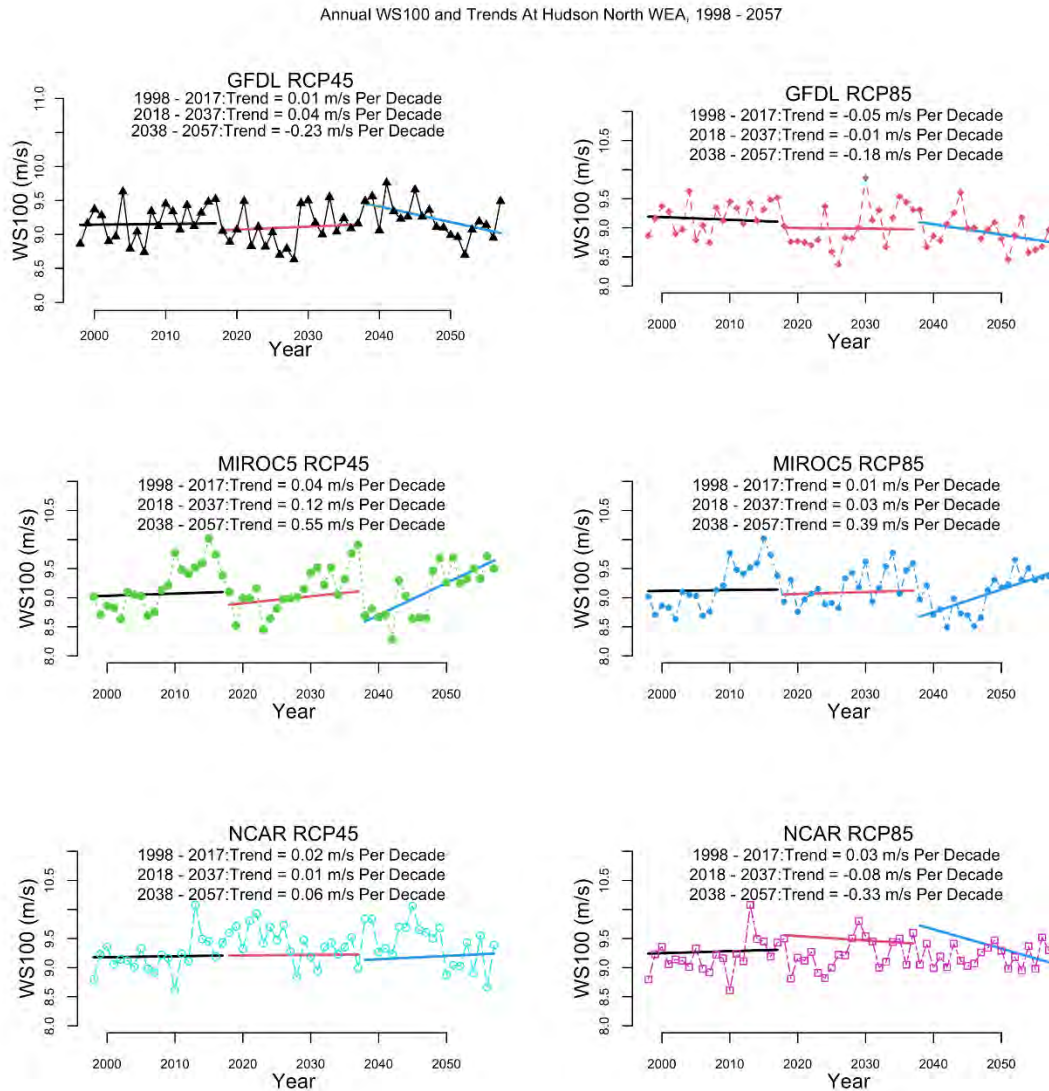 Annual WS100 and Trends At Hudson North WEA, 1998 - 2057
GFDL RCP45
1998 - 2017:Trend = 0.01 m/s Per Decade
2018 - 2037:Trend = 0.04 m/s Per Decade
2038 - 2057:Trend = -0.23 m/s Per Decade
WS100 (m/s)
11.0
10.0
9.5
9.0
8.5
8.0
2000 2010 2020 2030 2040 2050
Year
GFDL RCP85
1998 - 2017:Trend = -0.05 m/s Per Decade
2018 - 2037:Trend = -0.01 m/s Per Decade
2038 - 2057:Trend = -0.18 m/s Per Decade
WS100 (m/s)
10.5
9.5
9.0
8.5
8.0
2000 2010 2020 2030 2040 2050
Year
MIROC5 RCP45
1998 - 2017:Trend = 0.04 m/s Per Decade
2018 - 2037:Trend = 0.12 m/s Per Decade
2038 - 2057:Trend = 0.55 m/s Per Decade
WS100 (m/s)
10.5
9.5
9.0
8.5
8.0
2000 2010 2020 2030 2040 2050
Year
MIROC5 RCP85
1998 - 2017:Trend = 0.01 m/s Per Decade
2018 - 2037:Trend = 0.03 m/s Per Decade
2038 - 2057:Trend = 0.39 m/s Per Decade
WS100 (m/s)
10.5
9.5
9.0
8.5
8.0
2000 2010 2020 2030 2040 2050
Year
NCAR RCP45
1998 - 2017:Trend = 0.02 m/s Per Decade
2018 - 2037:Trend = 0.01 m/s Per Decade
2038 - 2057:Trend = 0.06 m/s Per Decade
WS100 (m/s)
10.5
9.5
9.0
8.5
8.0
2000 2010 2020 2030 2040 2050
Year
NCAR RCP85
1998 - 2017:Trend = 0.03 m/s Per Decade
2018 - 2037:Trend = -0.08 m/s Per Decade
2038 - 2057:Trend = -0.33 m/s Per Decade
WS100 (m/s)
10.5
9.5
9.0
8.5
8.0
2000 2010 2020 2030 2040 2050
Year